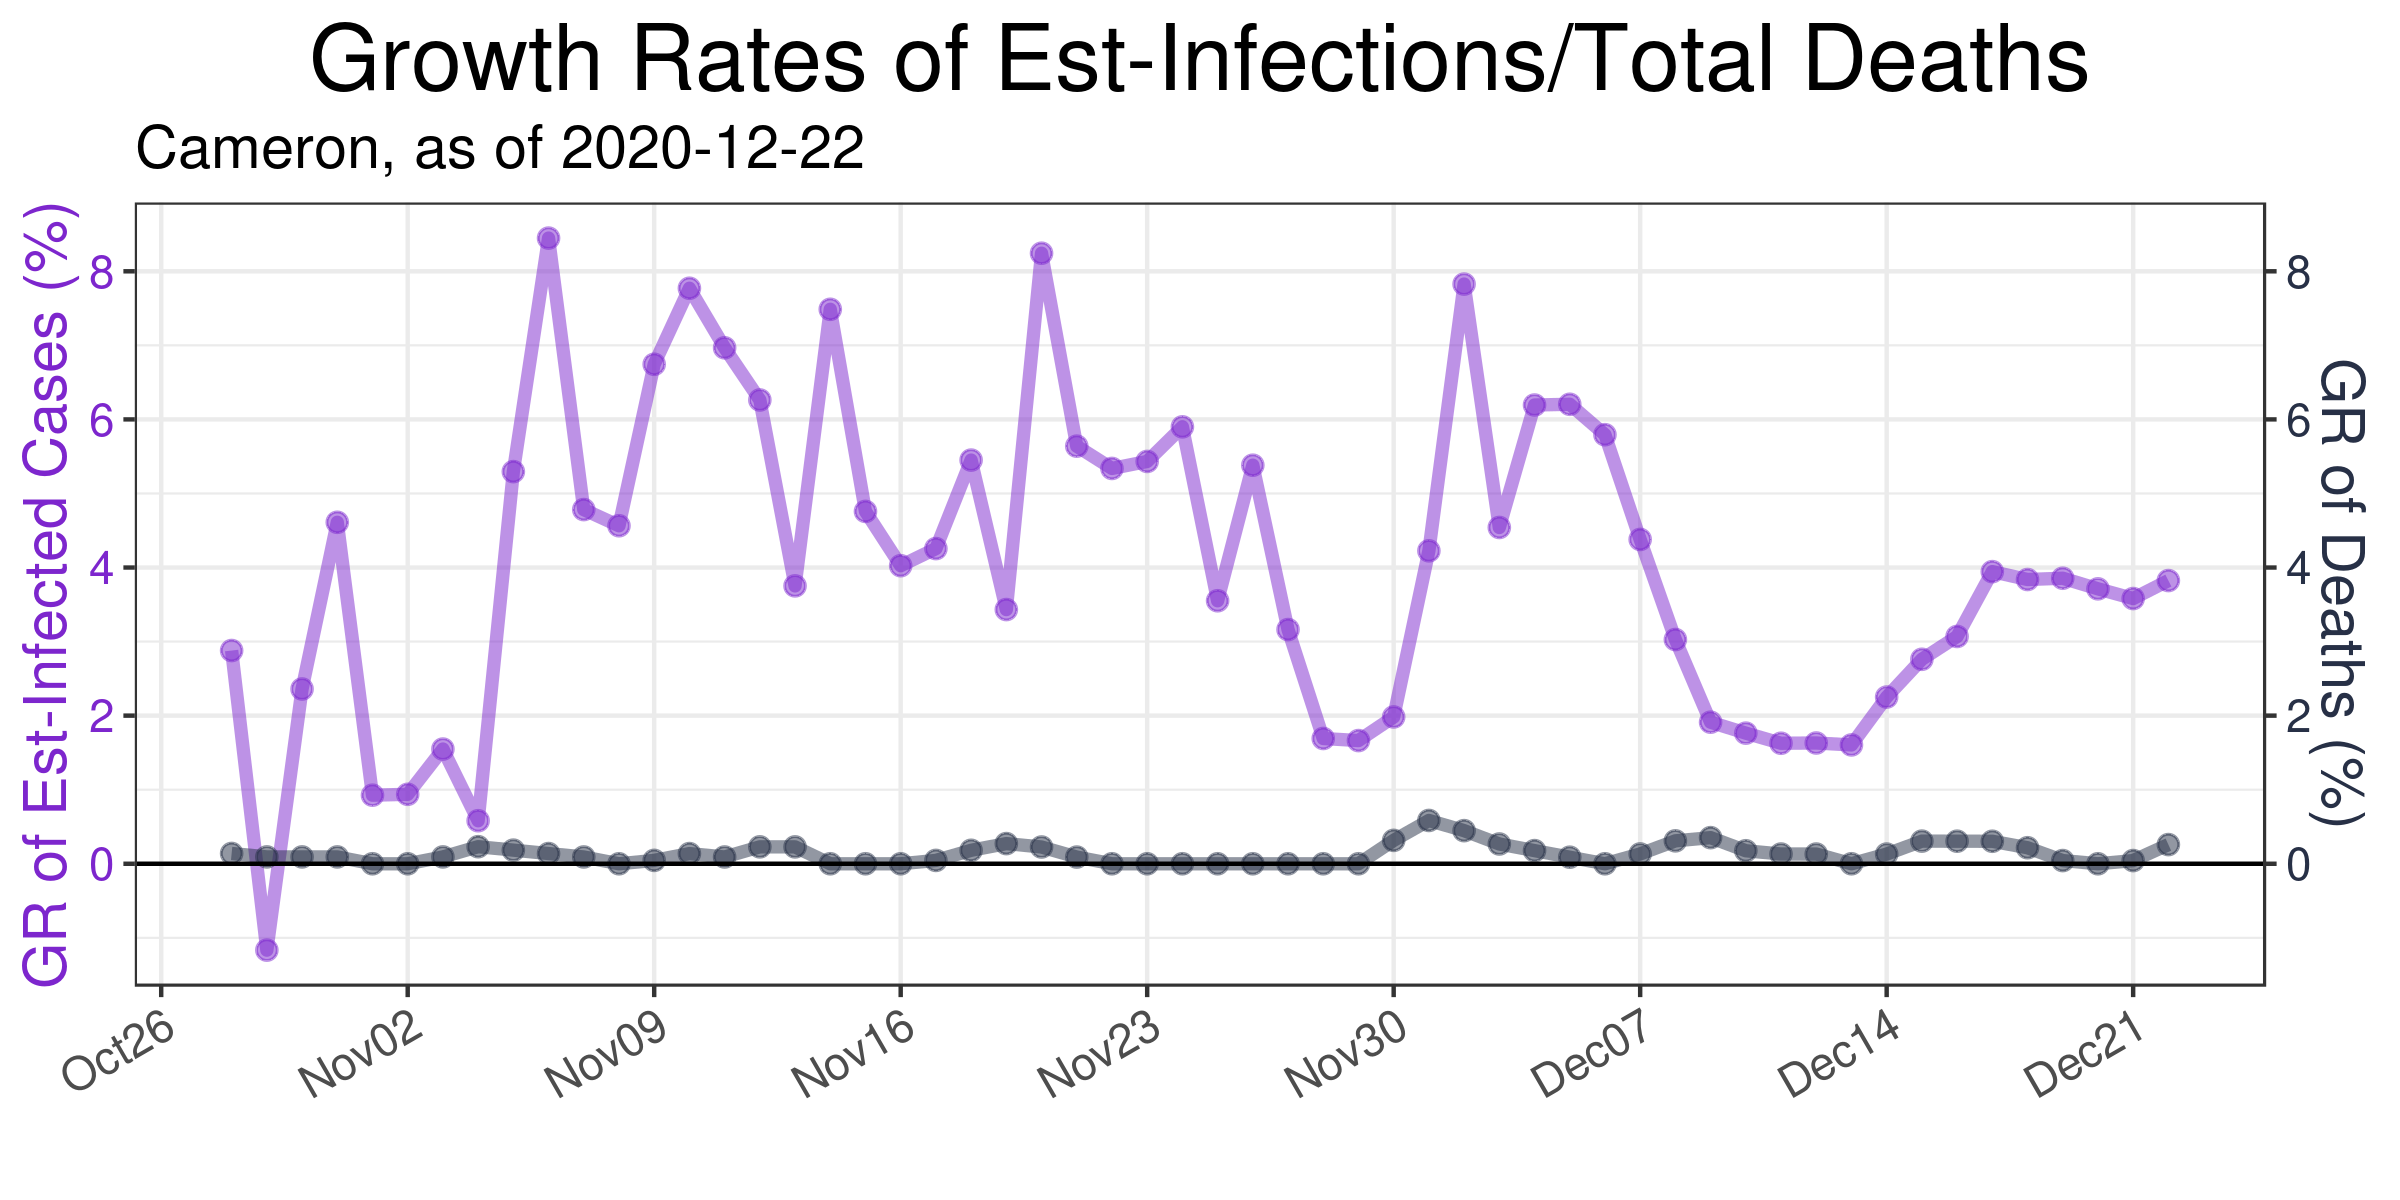 Growth Rates of Est-Infections/Total Deaths
Cameron, as of 2020-12-22
GR of Est-Infected Cases (%)
8
6
4
2
0
8
6
4
2
0
GR of Deaths (%)
Oct26
Nov02
Nov09
Nov16
Nov23
Nov30
Dec07
Dec14
Dec21